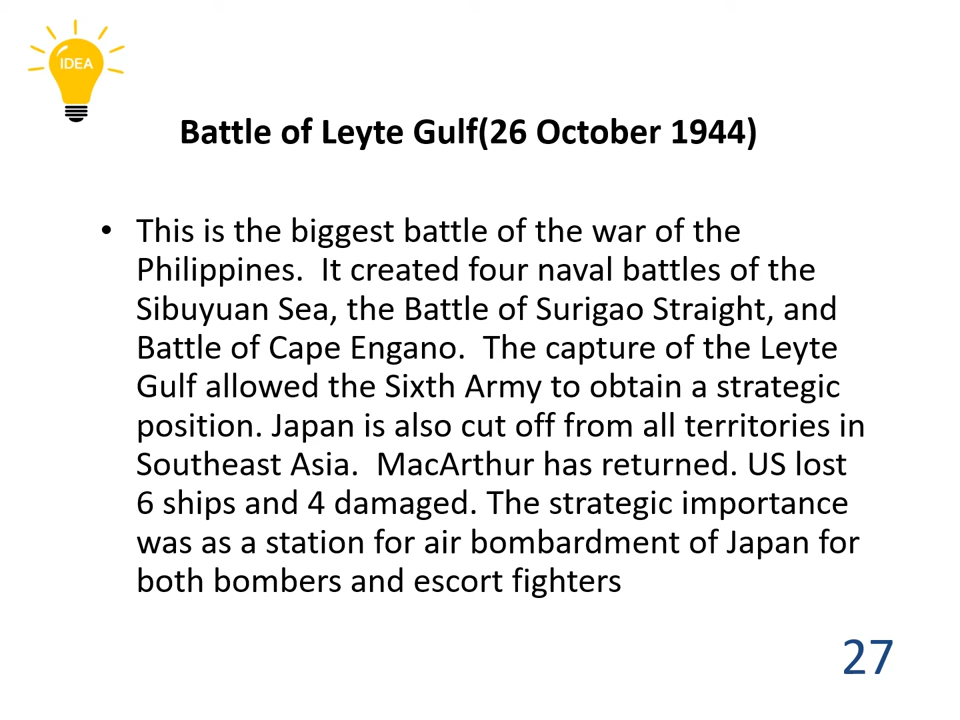 IDEA
Battle of Leyte Gulf(26 October 1944)
• This is the biggest battle of the war of the
Philippines.  It created four naval battles of the
Sibuyuan Sea, the Battle of Surigao Straight, and
Battle of Cape Engano.  The capture of the Leyte
Gulf allowed the Sixth Army to obtain a strategic
position. Japan is also cut off from all territories in
Southeast Asia.  MacArthur has returned. US lost
6 ships and 4 damaged. The strategic importance
was as a station for air bombardment of Japan for
both bombers and escort fighters
27